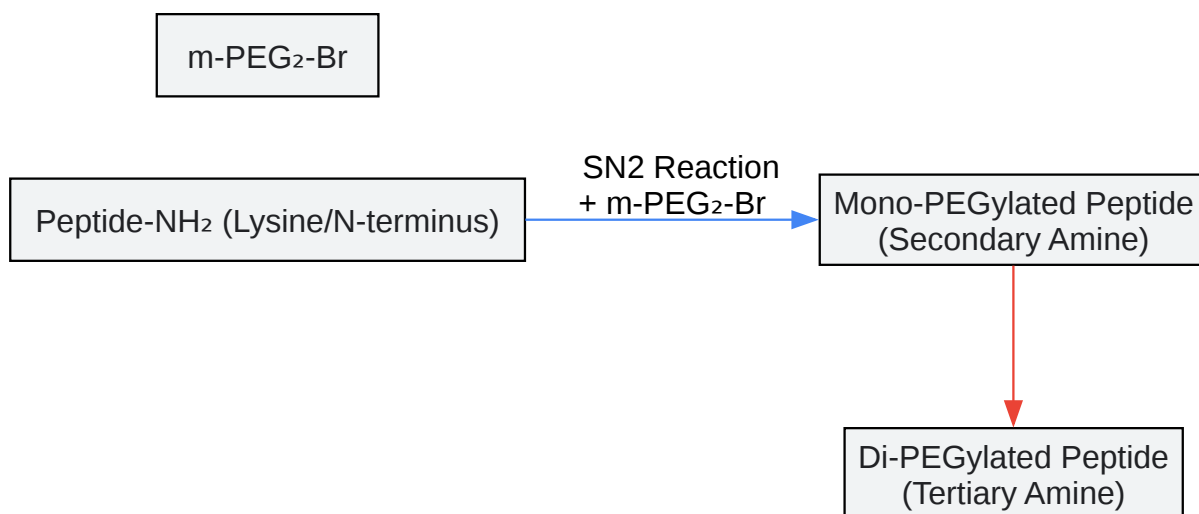 m-PEG₂-Br
SN2 Reaction
+ m-PEG₂-Br
Peptide-NH₂ (Lysine/N-terminus)
Mono-PEGylated Peptide
(Secondary Amine)
Di-PEGylated Peptide
(Tertiary Amine)